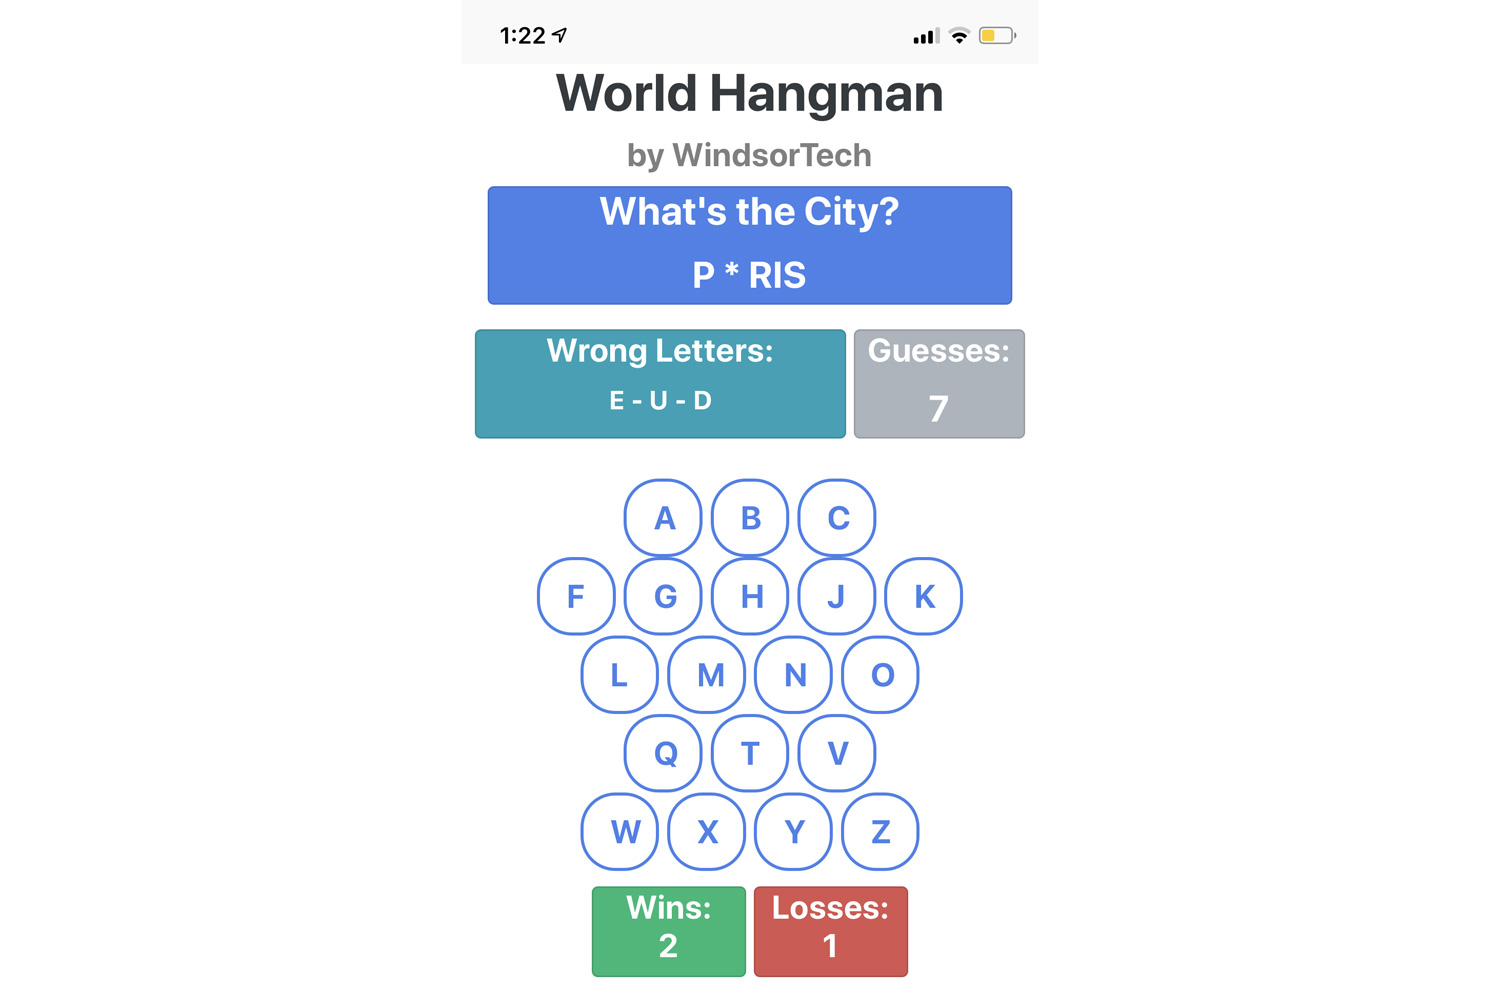 1:22
World Hangman
by WindsorTech
What's the City?
P * RIS
Wrong Letters:
E - U - D
Guesses:
7
A B C
F G H J K
L M N O
Q T V
W X Y Z
Wins:
2
Losses:
1